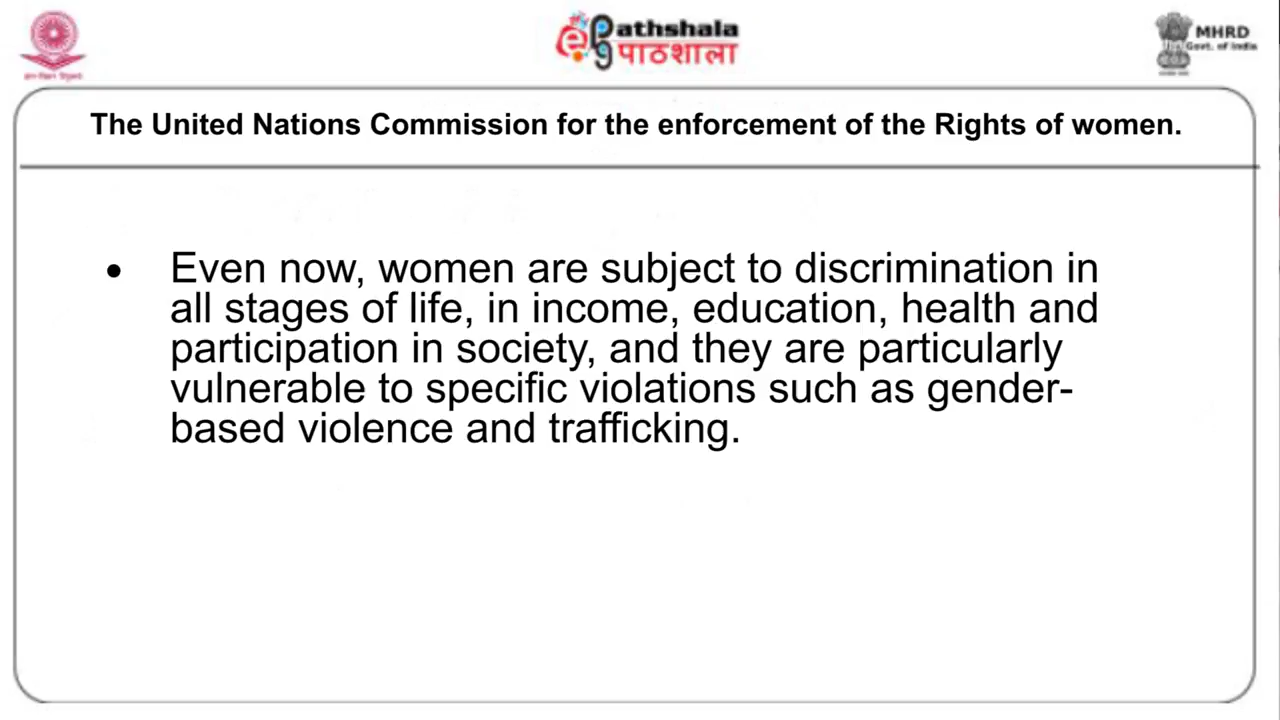 Pathshala
पाठशाला
MHRD
Govt. of India
The United Nations Commission for the enforcement of the Rights of women.
• Even now, women are subject to discrimination in
all stages of life, in income, education, health and
participation in society, and they are particularly
vulnerable to specific violations such as gender-
based violence and trafficking.